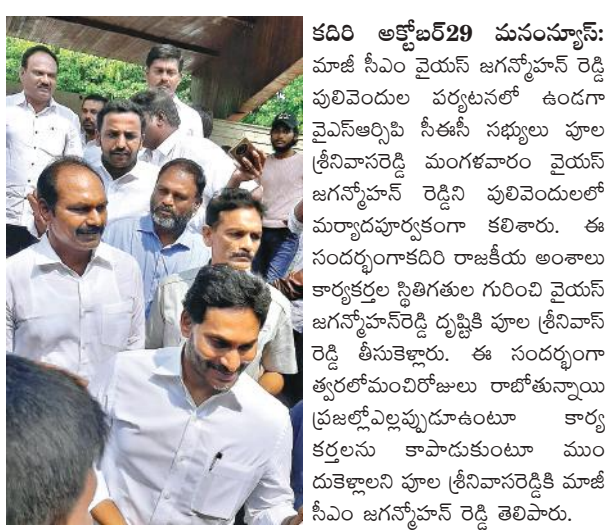 కదిరి అక్టోబర్29 మనంన్యూస్:
మాజీ సీఎం వైయస్ జగన్మోహన్ రెడ్డి
పులివెందుల పర్యటనలో ఉండగా
వైఎస్ఆర్సిపి సీఈసీ సభ్యులు పూల
శ్రీనివాసరెడ్డి మంగళవారం వైయస్
జగన్మోహన్ రెడ్డిని పులివెందులలో
మర్యాదపూర్వకంగా కలిశారు. ఈ
సందర్భంగాకదిరి రాజకీయ అంశాలు
కార్యకర్తల స్థితిగతుల గురించి వైయస్
జగన్మోహన్‌రెడ్డి దృష్టికి పూల శ్రీనివాస్
రెడ్డి తీసుకెళ్లారు. ఈ సందర్భంగా
త్వరలోమంచిరోజులు రాబోతున్నాయి
ప్రజల్లోఎల్లప్పుడూఉంటూ కార్య
కర్తలను కాపాడుకుంటూ ముం
దుకెళ్లాలని పూల శ్రీనివాసరెడ్డికి మాజీ
సీఎం జగన్మోహన్ రెడ్డి తెలిపారు.